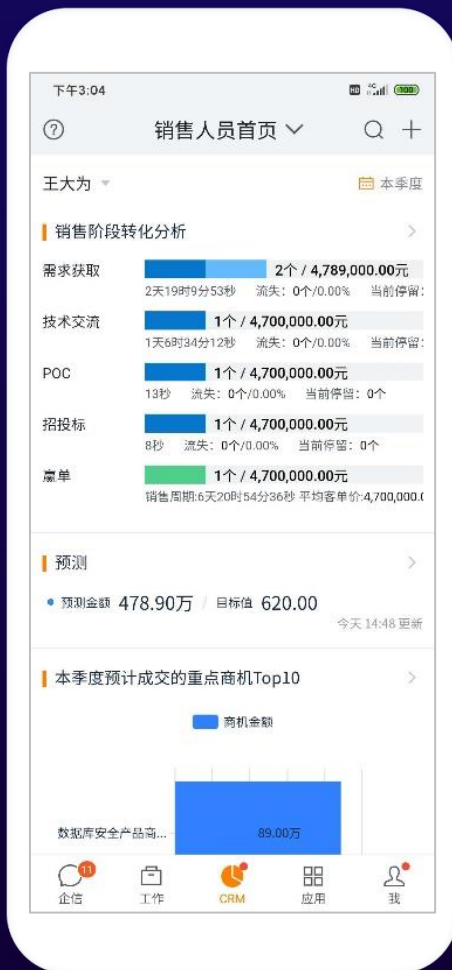 下午3:04
HD 4G 100
销售人员首页
王大为 本季度
销售阶段转化分析
需求获取 2个 / 4,789,000.00元
2天19时9分53秒 流失: 0个/0.00% 当前停留:
技术交流 1个 / 4,700,000.00元
1天6时34分12秒 流失: 0个/0.00% 当前停留:
POC 1个 / 4,700,000.00元
13秒 流失: 0个/0.00% 当前停留: 0个
招投标 1个 / 4,700,000.00元
8秒 流失: 0个/0.00% 当前停留: 0个
赢单 1个 / 4,700,000.00元
销售周期:6天20时54分36秒 平均客单价:4,700,000.0
预测
预测金额 478.90万 / 目标值 620.00
今天 14:48 更新
本季度预计成交的重点商机Top10
商机金额
数据库安全产品商... 89.00万
11
企信 工作 CRM 应用 我